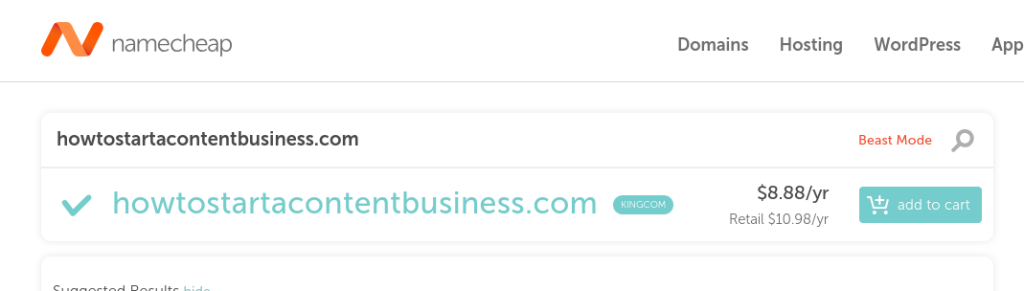 namecheap
Domains Hosting WordPress App
howtostartacontentbusiness.com
Beast Mode
howtostartacontentbusiness.com KINGCOM
$8.88/yr
Retail $10.98/yr
add to cart
Suggested Results hide